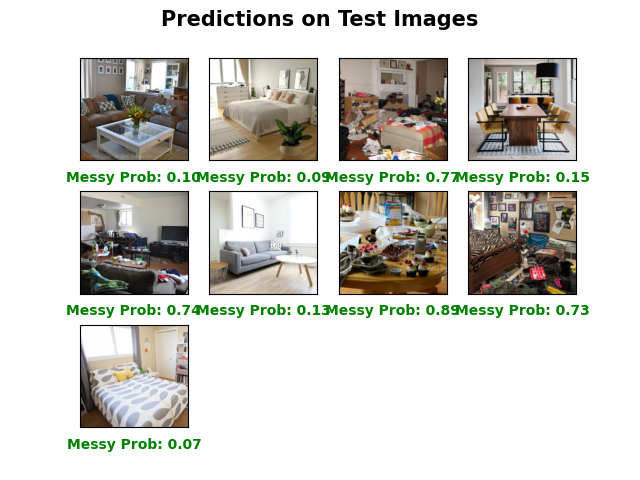 Predictions on Test Images
Messy Prob: 0.10 Messy Prob: 0.09 Messy Prob: 0.77 Messy Prob: 0.15
Messy Prob: 0.74 Messy Prob: 0.13 Messy Prob: 0.89 Messy Prob: 0.73
Messy Prob: 0.07